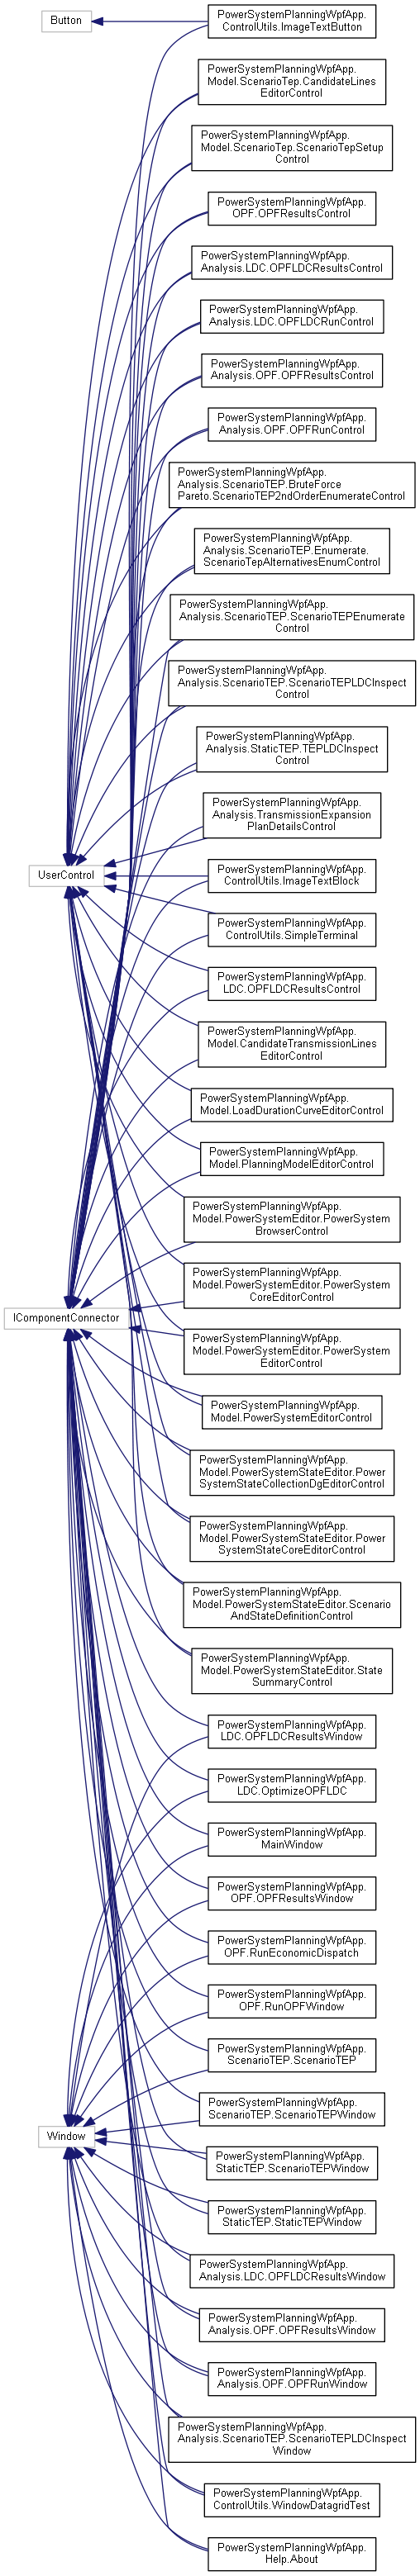 Button
PowerSystemPlanningWpfApp.
ControlUtils.ImageTextButton
PowerSystemPlanningWpfApp.
Model.ScenarioTep.CandidateLines
EditorControl
PowerSystemPlanningWpfApp.
Model.ScenarioTep.ScenarioTepSetup
Control
PowerSystemPlanningWpfApp.
OPF.OPFResultsControl
PowerSystemPlanningWpfApp.
Analysis.LDC.OPFLDCResultsControl
PowerSystemPlanningWpfApp.
Analysis.LDC.OPFLDCRunControl
PowerSystemPlanningWpfApp.
Analysis.OPF.OPFResultsControl
PowerSystemPlanningWpfApp.
Analysis.OPF.OPFRunControl
PowerSystemPlanningWpfApp.
Analysis.ScenarioTEP.BruteForce
Pareto.ScenarioTEP2ndOrderEnumerateControl
PowerSystemPlanningWpfApp.
Analysis.ScenarioTEP.Enumerate.
ScenarioTepAlternativesEnumControl
PowerSystemPlanningWpfApp.
Analysis.ScenarioTEP.ScenarioTEPEnumerate
Control
PowerSystemPlanningWpfApp.
Analysis.ScenarioTEP.ScenarioTEPLDCInspect
Control
PowerSystemPlanningWpfApp.
Analysis.StaticTEP.TEPLDCInspect
Control
PowerSystemPlanningWpfApp.
Analysis.TransmissionExpansion
PlanDetailsControl
UserControl
PowerSystemPlanningWpfApp.
ControlUtils.ImageTextBlock
PowerSystemPlanningWpfApp.
ControlUtils.SimpleTerminal
PowerSystemPlanningWpfApp.
LDC.OPFLDCResultsControl
PowerSystemPlanningWpfApp.
Model.CandidateTransmissionLines
EditorControl
PowerSystemPlanningWpfApp.
Model.LoadDurationCurveEditorControl
PowerSystemPlanningWpfApp.
Model.PlanningModelEditorControl
PowerSystemPlanningWpfApp.
Model.PowerSystemEditor.PowerSystem
BrowserControl
PowerSystemPlanningWpfApp.
Model.PowerSystemEditor.PowerSystem
CoreEditorControl
IComponentConnector
PowerSystemPlanningWpfApp.
Model.PowerSystemEditor.PowerSystem
EditorControl
PowerSystemPlanningWpfApp.
Model.PowerSystemEditorControl
PowerSystemPlanningWpfApp.
Model.PowerSystemStateEditor.Power
SystemStateCollectionDgEditorControl
PowerSystemPlanningWpfApp.
Model.PowerSystemStateEditor.Power
SystemStateCoreEditorControl
PowerSystemPlanningWpfApp.
Model.PowerSystemStateEditor.Scenario
AndStateDefinitionControl
PowerSystemPlanningWpfApp.
Model.PowerSystemStateEditor.State
SummaryControl
PowerSystemPlanningWpfApp.
LDC.OPFLDCResultsWindow
PowerSystemPlanningWpfApp.
LDC.OptimizeOPFLDC
PowerSystemPlanningWpfApp.
MainWindow
PowerSystemPlanningWpfApp.
OPF.OPFResultsWindow
PowerSystemPlanningWpfApp.
OPF.RunEconomicDispatch
PowerSystemPlanningWpfApp.
OPF.RunOPFWindow
PowerSystemPlanningWpfApp.
ScenarioTEP.ScenarioTEP
PowerSystemPlanningWpfApp.
ScenarioTEP.ScenarioTEPWindow
Window
PowerSystemPlanningWpfApp.
StaticTEP.ScenarioTEPWindow
PowerSystemPlanningWpfApp.
StaticTEP.StaticTEPWindow
PowerSystemPlanningWpfApp.
Analysis.LDC.OPFLDCResultsWindow
PowerSystemPlanningWpfApp.
Analysis.OPF.OPFResultsWindow
PowerSystemPlanningWpfApp.
Analysis.OPF.OPFRunWindow
PowerSystemPlanningWpfApp.
Analysis.ScenarioTEP.ScenarioTEPLDCInspect
Window
PowerSystemPlanningWpfApp.
ControlUtils.WindowDatagridTest
PowerSystemPlanningWpfApp.
Help.About